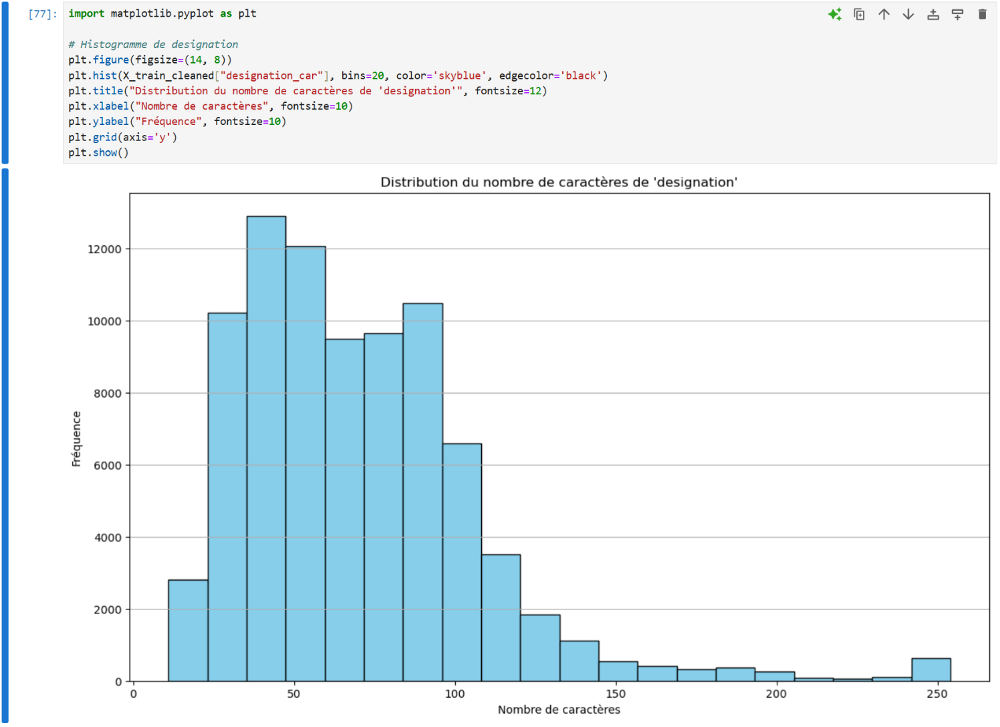 [77]: import matplotlib.pyplot as plt
# Histogramme de designation
plt.figure(figsize=(14, 8))
plt.hist(X_train_cleaned["designation_car"], bins=20, color='skyblue', edgecolor='black')
plt.title("Distribution du nombre de caractères de 'designation'", fontsize=12)
plt.xlabel("Nombre de caractères", fontsize=10)
plt.ylabel("Fréquence", fontsize=10)
plt.grid(axis='y')
plt.show()
Distribution du nombre de caractères de 'designation'
12000
10000
8000
6000
4000
2000
0
Fréquence
0 50 100 150 200 250
Nombre de caractères